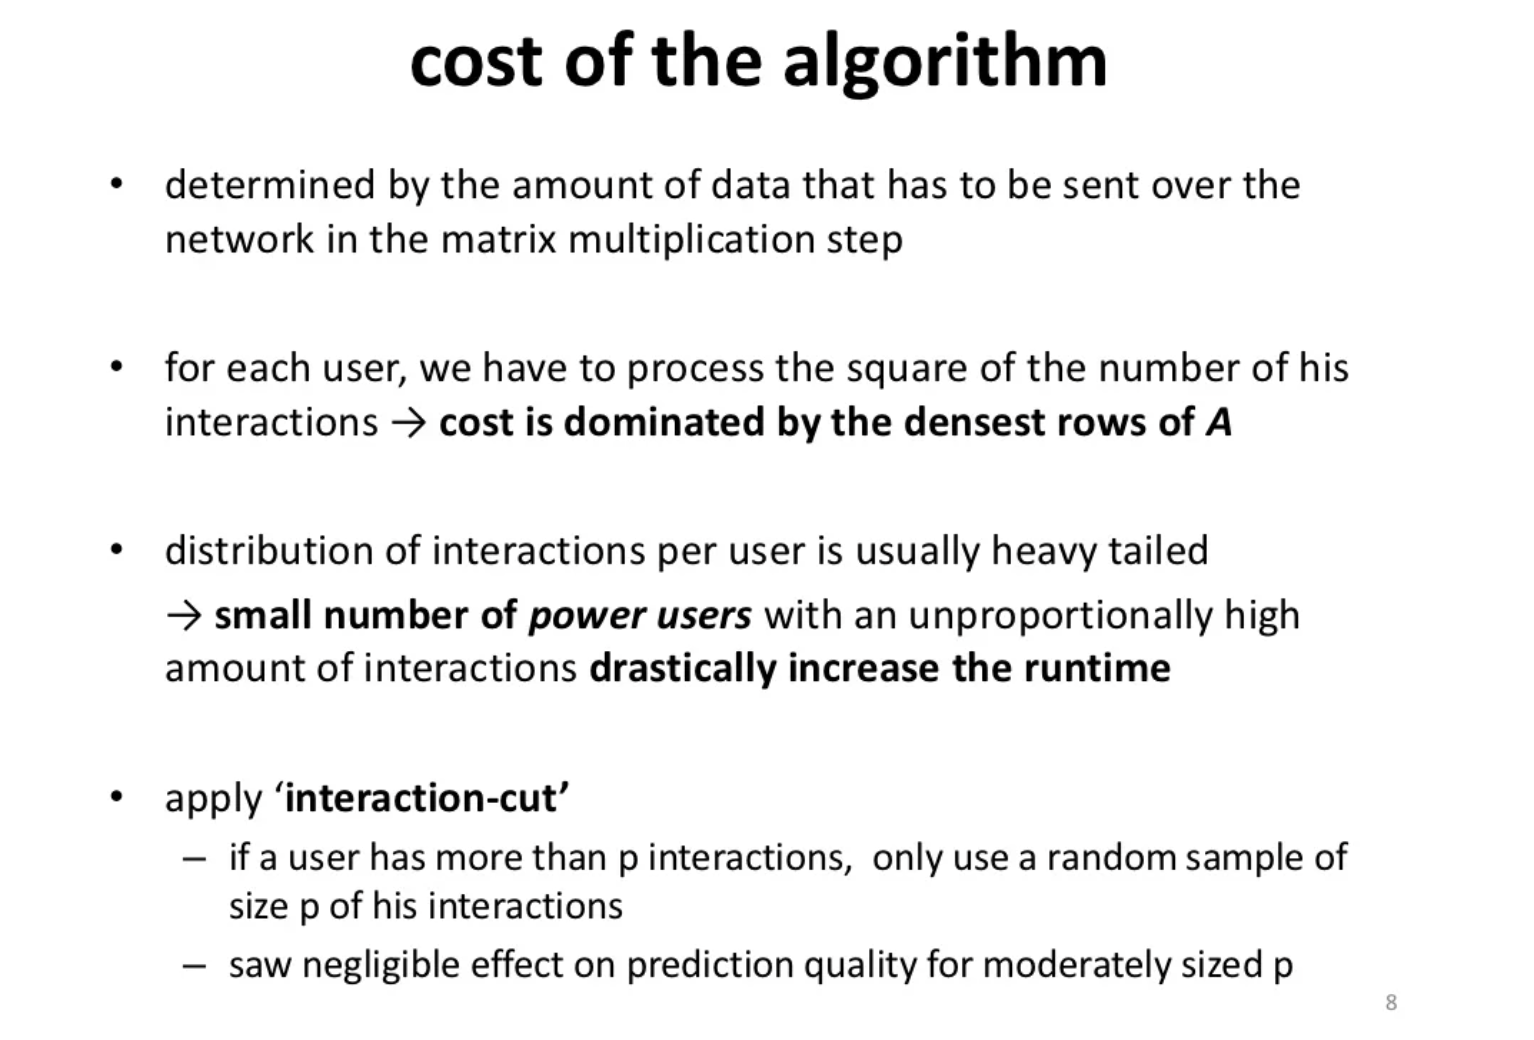 cost of the algorithm
• determined by the amount of data that has to be sent over the
network in the matrix multiplication step
• for each user, we have to process the square of the number of his
interactions → cost is dominated by the densest rows of A
• distribution of interactions per user is usually heavy tailed
→ small number of power users with an unproportionally high
amount of interactions drastically increase the runtime
• apply ‘interaction-cut’
– if a user has more than p interactions,  only use a random sample of
size p of his interactions
– saw negligible effect on prediction quality for moderately sized p
8